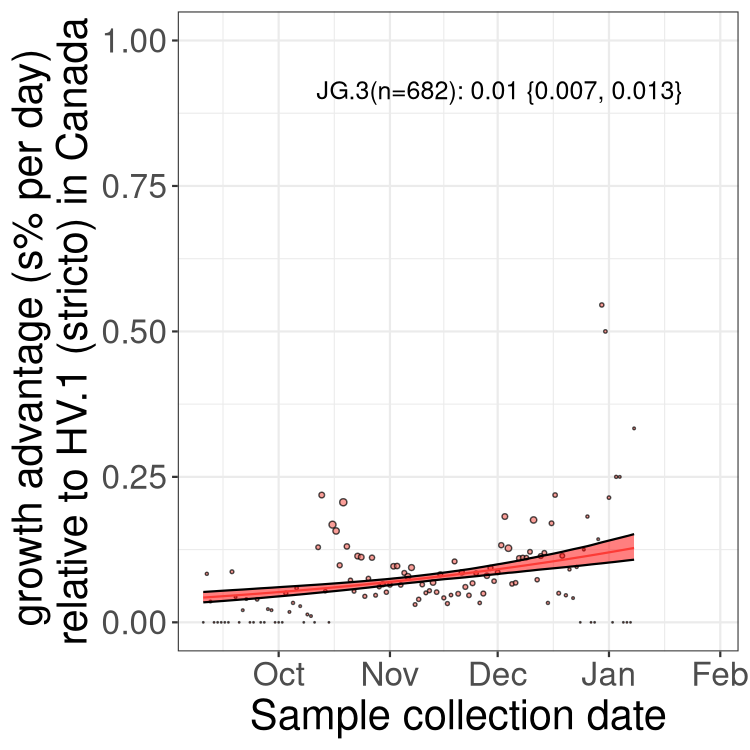 growth advantage (s% per day)
relative to HV.1 (stricto) in Canada
1.00
0.75
0.50
0.25
0.00
JG.3(n=682): 0.01 {0.007, 0.013}
Oct Nov Dec Jan Feb
Sample collection date